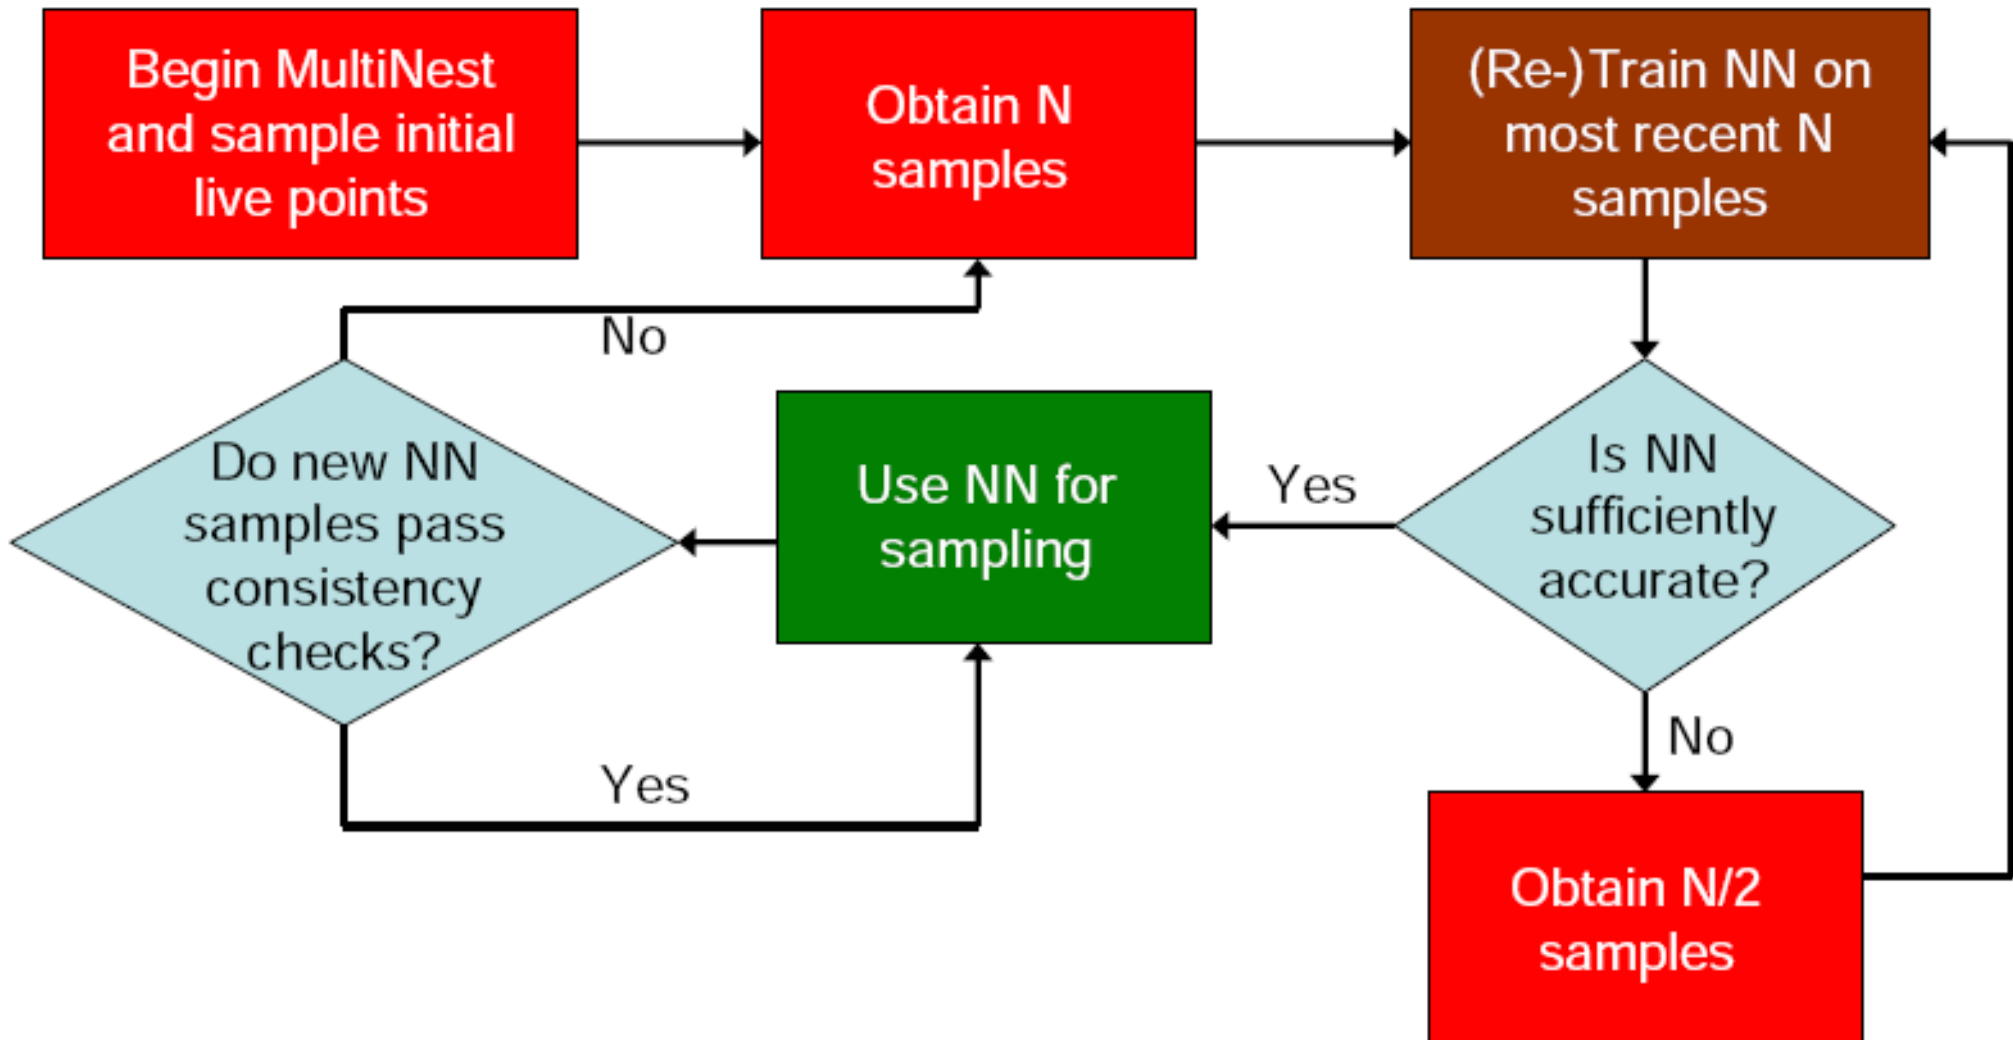 Begin MultiNest
and sample initial
live points
Obtain N
samples
(Re-)Train NN on
most recent N
samples
No
Do new NN
samples pass
consistency
checks?
Use NN for
sampling
Yes
Is NN
sufficiently
accurate?
No
Yes
Obtain N/2
samples